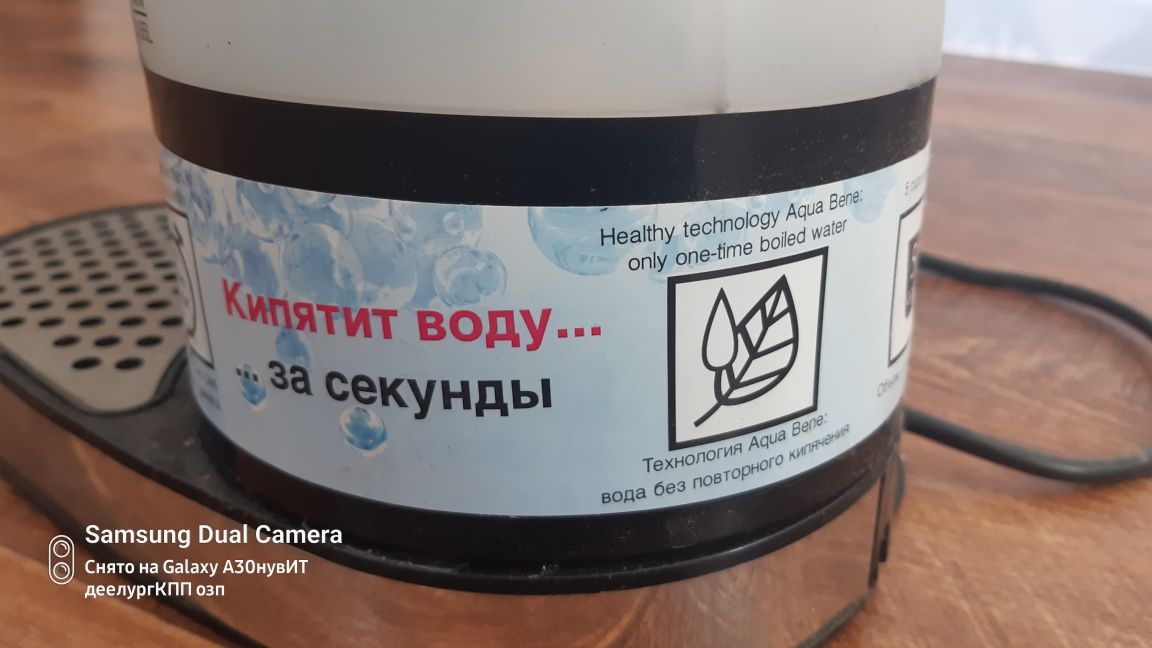 Healthy technology Aqua Bene:
only one-time boiled water
Кипятит воду...
... за секунды
Технология Aqua Bene:
вода без повторного кипячения
Samsung Dual Camera
Снято на Galaxy A30нувИТ
деелургКПП озп